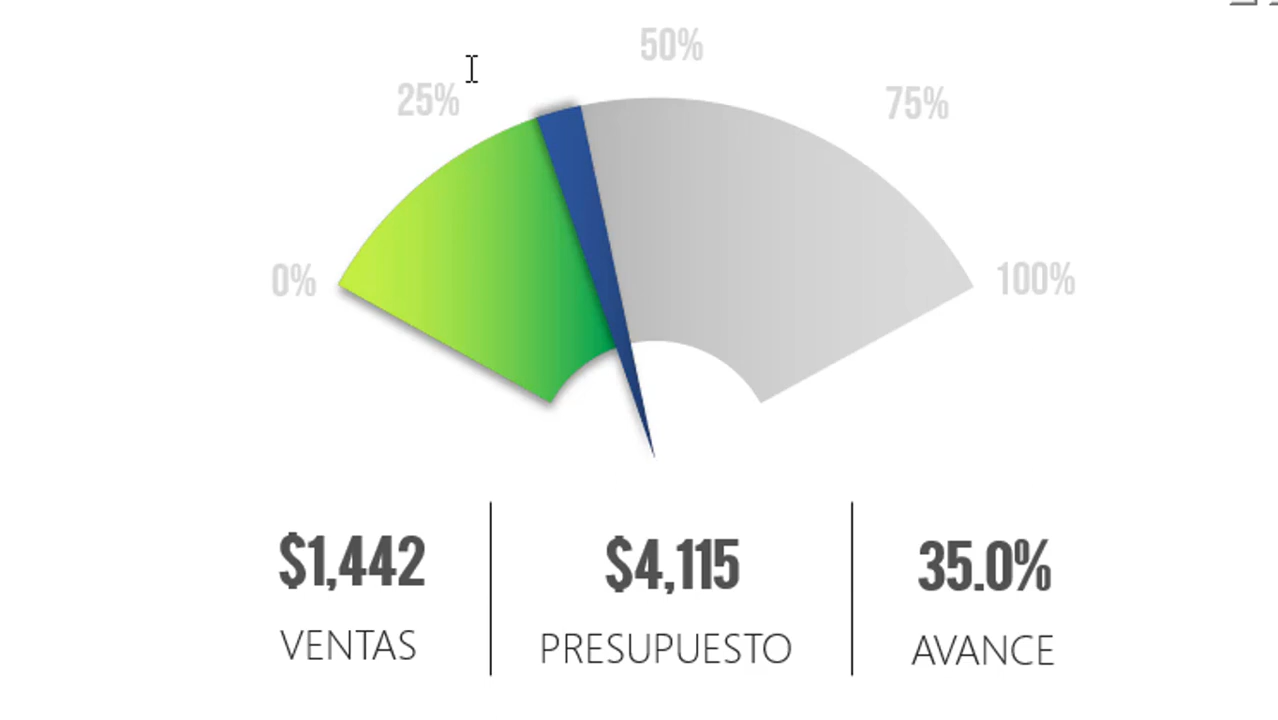 50%
25%
75%
0%
100%
$1,442
$4,115
35.0%
VENTAS
PRESUPUESTO
AVANCE